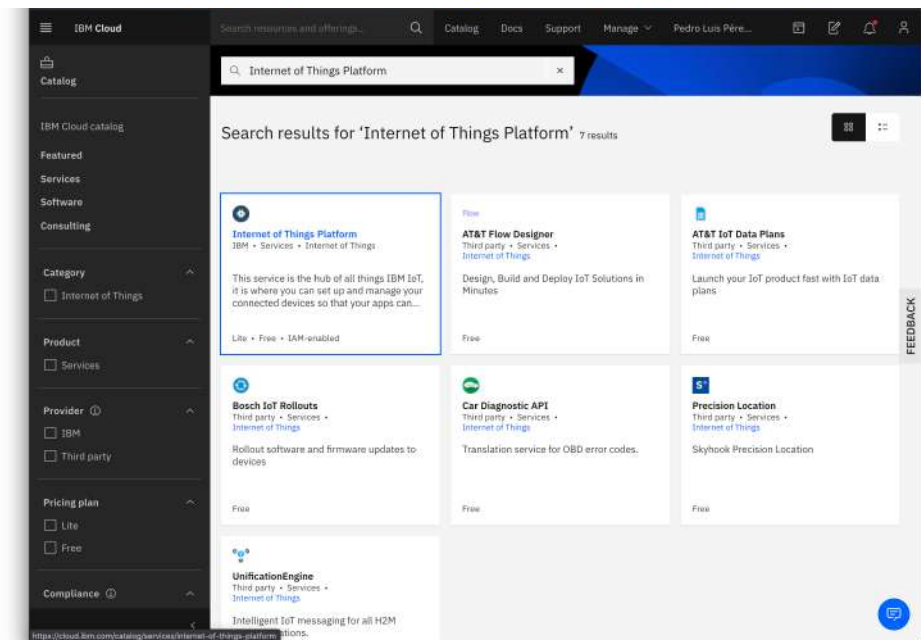 IBM Cloud
Search resources and offerings...
Catalog
Docs
Support
Manage
Pedro Luis Pére...
Catalog
IBM Cloud catalog
Featured
Services
Software
Consulting
Category
Internet of Things
Product
Services
Provider
IBM
Third party
Pricing plan
Lite
Free
Compliance
https://cloud.ibm.com/catalog/services/internet-of-things-platform
Internet of Things Platform
Search results for ‘Internet of Things Platform’ 7 results
Internet of Things Platform
IBM • Services • Internet of Things
This service is the hub of all things IBM IoT,
it is where you can set up and manage your
connected devices so that your apps can...
Lite • Free • IAM-enabled
Flow
AT&T Flow Designer
Third party • Services •
Internet of Things
Design, Build and Deploy IoT Solutions in
Minutes
Free
AT&T IoT Data Plans
Third party • Services •
Internet of Things
Launch your IoT product fast with IoT data
plans
Free
Bosch IoT Rollouts
Third party • Services •
Internet of Things
Rollout software and firmware updates to
devices
Free
Car Diagnostic API
Third party • Services •
Internet of Things
Translation service for OBD error codes.
Free
Precision Location
Third party • Services •
Internet of Things
Skyhook Precision Location
Free
UnificationEngine
Third party • Services •
Internet of Things
Intelligent IoT messaging for all H2M
FEEDBACK